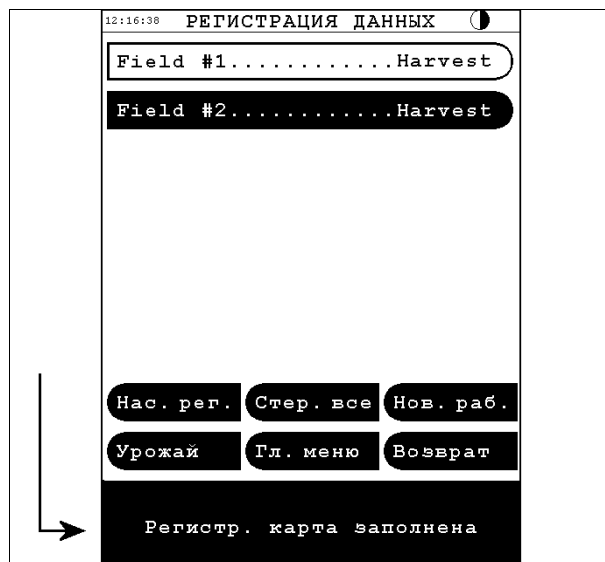 12:16:38 РЕГИСТРАЦИЯ ДАННЫХ
Field #1............Harvest
Field #2............Harvest
Нас. рег. Стер. все Нов. раб.
Урожай Гл. меню Возврат
Регистр. карта заполнена